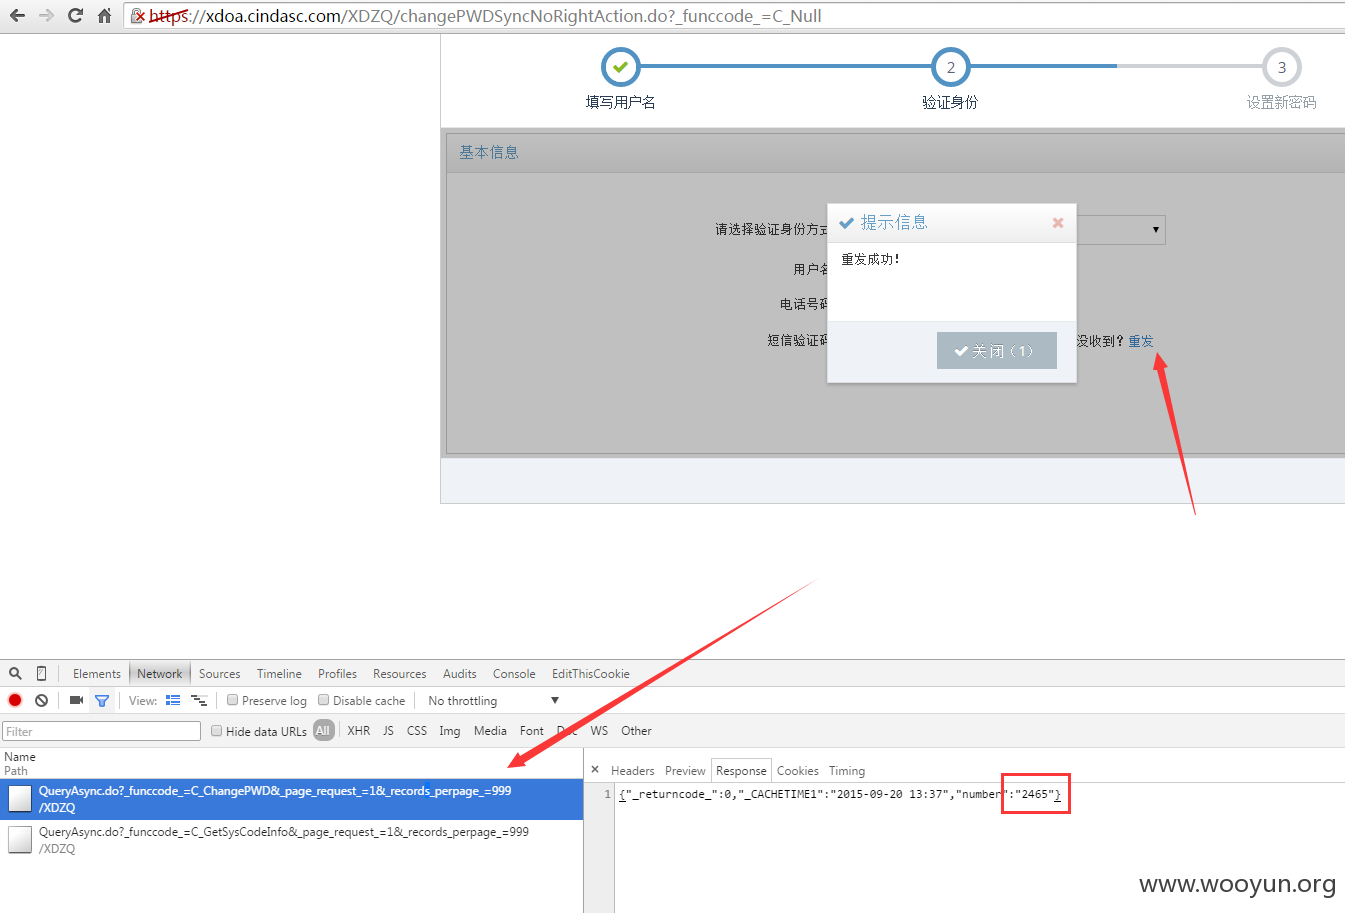 https://xdoa.cindasc.com/XDZQ/changePWDSyncNoRightAction.do?_funccode_=C_Null
2 3
填写用户名 验证身份 设置新密码
基本信息
提示信息
请选择验证身份方式
重发成功!
用户名
电话号码
短信验证码 没收到? 重发
关闭（1）
Elements Network Sources Timeline Profiles Resources Audits Console EditThisCookie
View: Preserve log Disable cache No throttling
Filter Hide data URLs All XHR JS CSS Img Media Font Doc WS Other
Name
Path
× Headers Preview Response Cookies Timing
QueryAsync.do?_funccode_=C_ChangePWD&_page_request_=1&_records_perpage_=999
/XDZQ
1 {"_returncode_":0,"_CACHETIME1":"2015-09-20 13:37","number":"2465"}
QueryAsync.do?_funccode_=C_GetSysCodeInfo&_page_request_=1&_records_perpage_=999
/XDZQ
www.wooyun.org